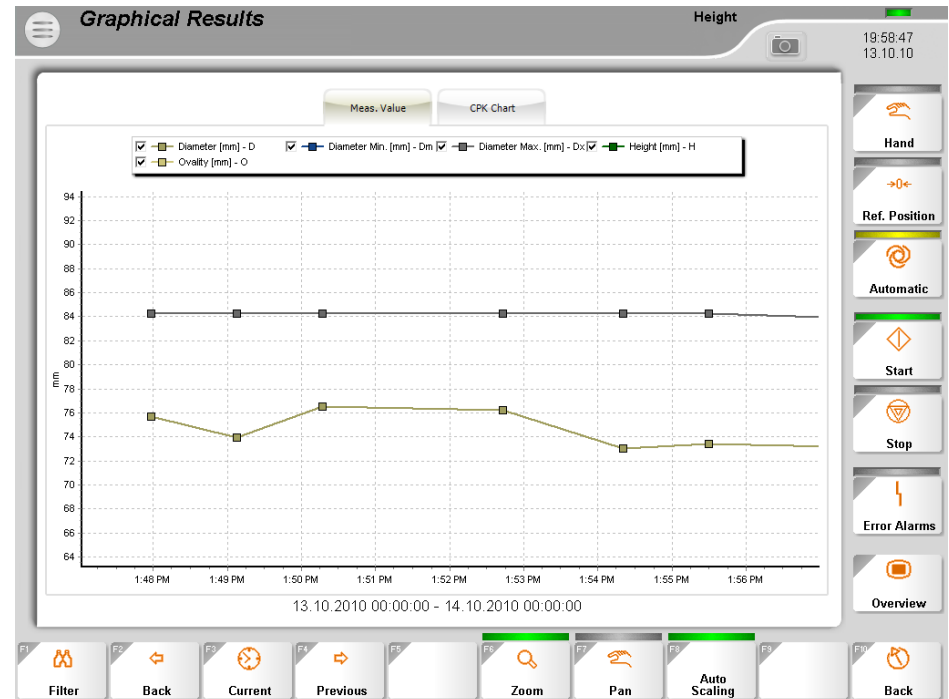 Graphical Results
Height
19:58:47
13.10.10
Meas. Value
CPK Chart
Diameter [mm] - D
Diameter Min. [mm] - Dm
Diameter Max. [mm] - Dx
Height [mm] - H
Ovality [mm] - O
94
92
90
88
86
84
82
80
78
76
74
72
70
68
66
64
mm
1:48 PM
1:49 PM
1:50 PM
1:51 PM
1:52 PM
1:53 PM
1:54 PM
1:55 PM
1:56 PM
13.10.2010 00:00:00 - 14.10.2010 00:00:00
Hand
→0←
Ref. Position
Automatic
Start
Stop
Error Alarms
Overview
F1
Filter
F2
Back
F3
Current
F4
Previous
F5
F6
Zoom
F7
Pan
F8
Auto
Scaling
F9
F10
Back